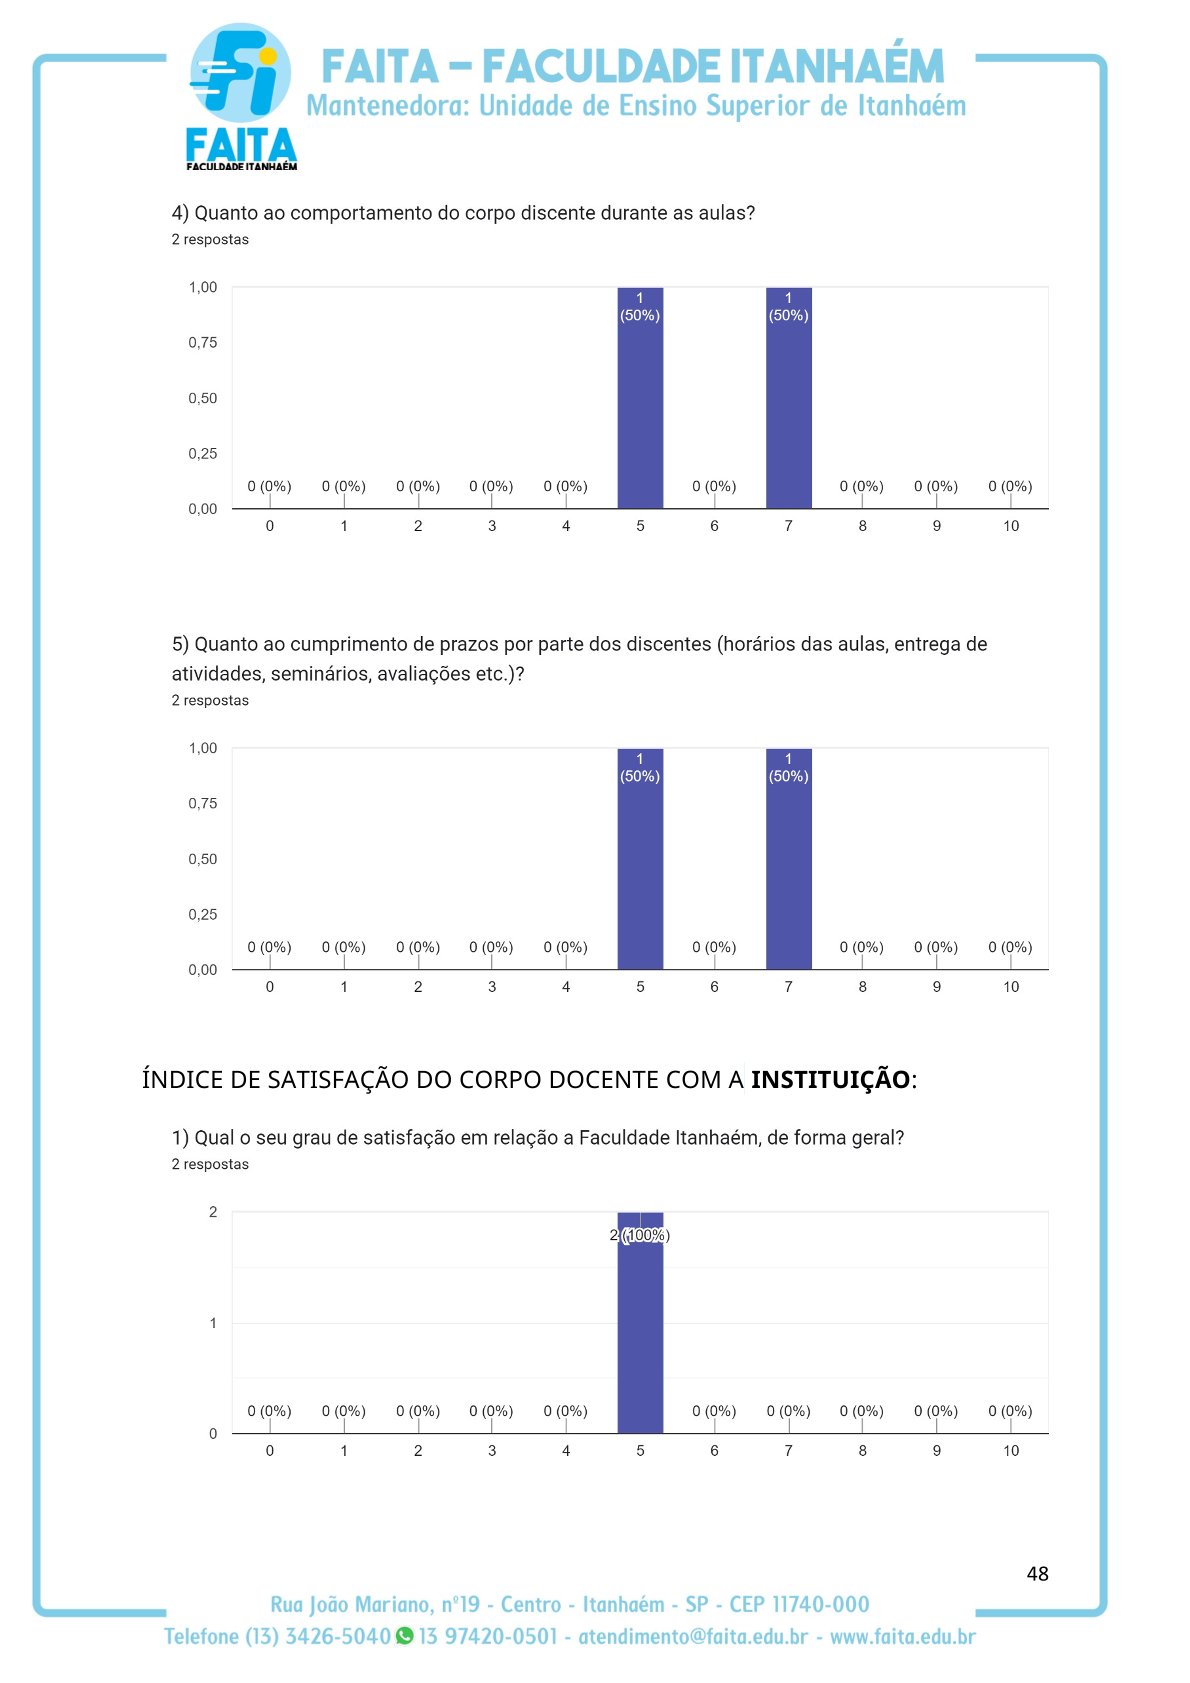 FAITA – FACULDADE ITANHAÉM
Mantenedora: Unidade de Ensino Superior de Itanhaém
Fi
FAITA
FACULDADE ITANHAÉM
4) Quanto ao comportamento do corpo discente durante as aulas?
2 respostas
1,00
1 1
(50%) (50%)
0,75
0,50
0,25
0 (0%) 0 (0%) 0 (0%) 0 (0%) 0 (0%) 0 (0%) 0 (0%) 0 (0%) 0 (0%)
0,00
0 1 2 3 4 5 6 7 8 9 10
5) Quanto ao cumprimento de prazos por parte dos discentes (horários das aulas, entrega de
atividades, seminários, avaliações etc.)?
2 respostas
1,00
1 1
(50%) (50%)
0,75
0,50
0,25
0 (0%) 0 (0%) 0 (0%) 0 (0%) 0 (0%) 0 (0%) 0 (0%) 0 (0%) 0 (0%)
0,00
0 1 2 3 4 5 6 7 8 9 10
ÍNDICE DE SATISFAÇÃO DO CORPO DOCENTE COM A INSTITUIÇÃO:
1) Qual o seu grau de satisfação em relação a Faculdade Itanhaém, de forma geral?
2 respostas
2
2 (100%)
1
0 (0%) 0 (0%) 0 (0%) 0 (0%) 0 (0%) 0 (0%) 0 (0%) 0 (0%) 0 (0%) 0 (0%)
0
0 1 2 3 4 5 6 7 8 9 10
48
Rua João Mariano, nº19 - Centro - Itanhaém - SP - CEP 11740-000
Telefone (13) 3426-5040 13 97420-0501 - atendimento@faita.edu.br - www.faita.edu.br